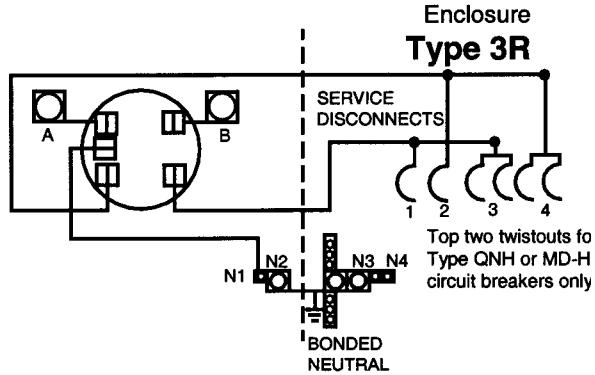 Enclosure
Type 3R
SERVICE
DISCONNECTS
A
B
1
2
3
4
Top two twistouts fo
Type QNH or MD-H
circuit breakers only
N1
N2
N3
N4
BONDED
NEUTRAL